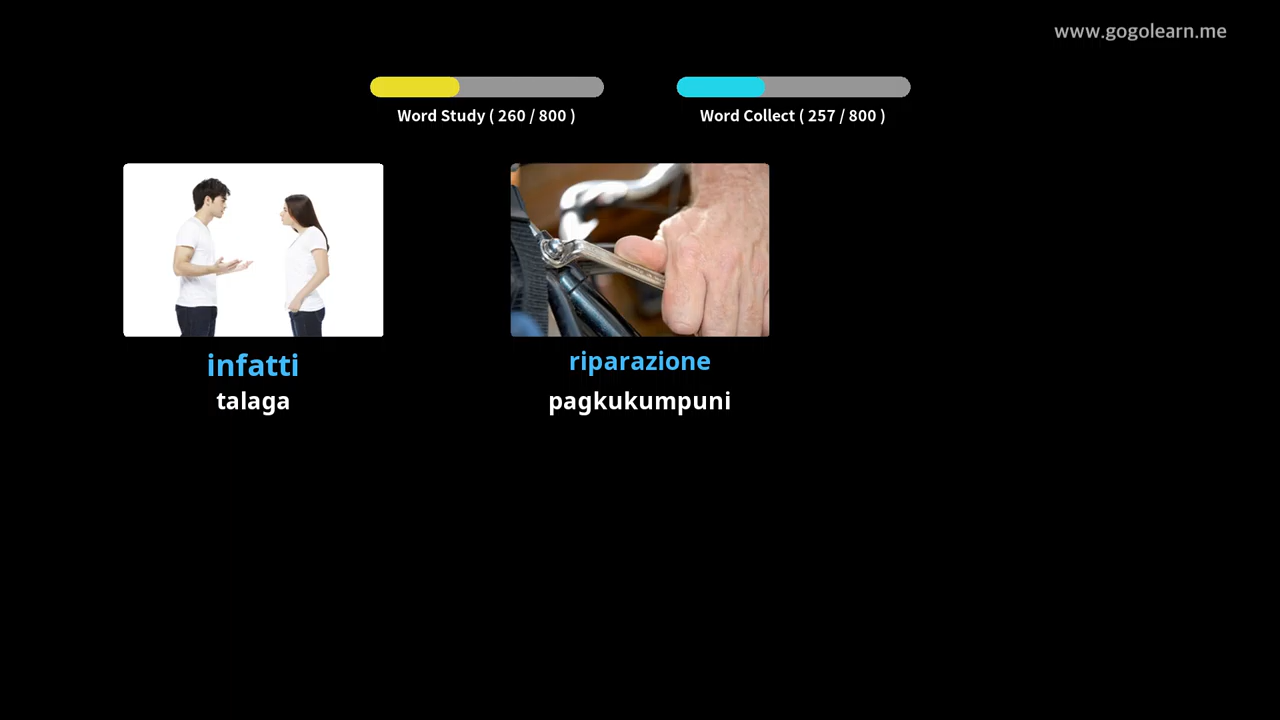 www.gogolearn.me
Word Study ( 260 / 800 )
Word Collect ( 257 / 800 )
infatti
talaga
riparazione
pagkukumpuni